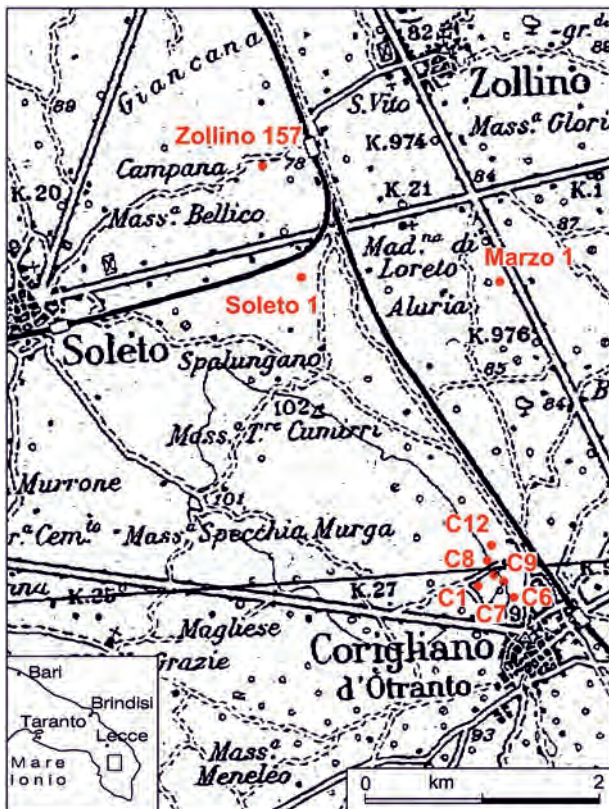 Giancana
82
gr.
Zollino
S. Vito
Mass.a Glori
89
Zollino 157
K.974
Campana
78
84
K.20
K.21
K.1
Mass.a Bellico
87
Mad.na di
Loreto
Marzo 1
Soleto 1
Aluria
K.976
Soleto
Spalungano
85
102
84
B
Mass.a T.re Cumurri
Murrone
101
C12
r.a Cem.to
Mass.a Specchia Murga
C8
C9
K.27
C1
C7
C6
Magliese
Grazie
Corigliano
d'Otranto
Bari
Brindisi
Taranto
Lecce
Mare
Ionio
Mass.a
Meneleo
93
0
km
2